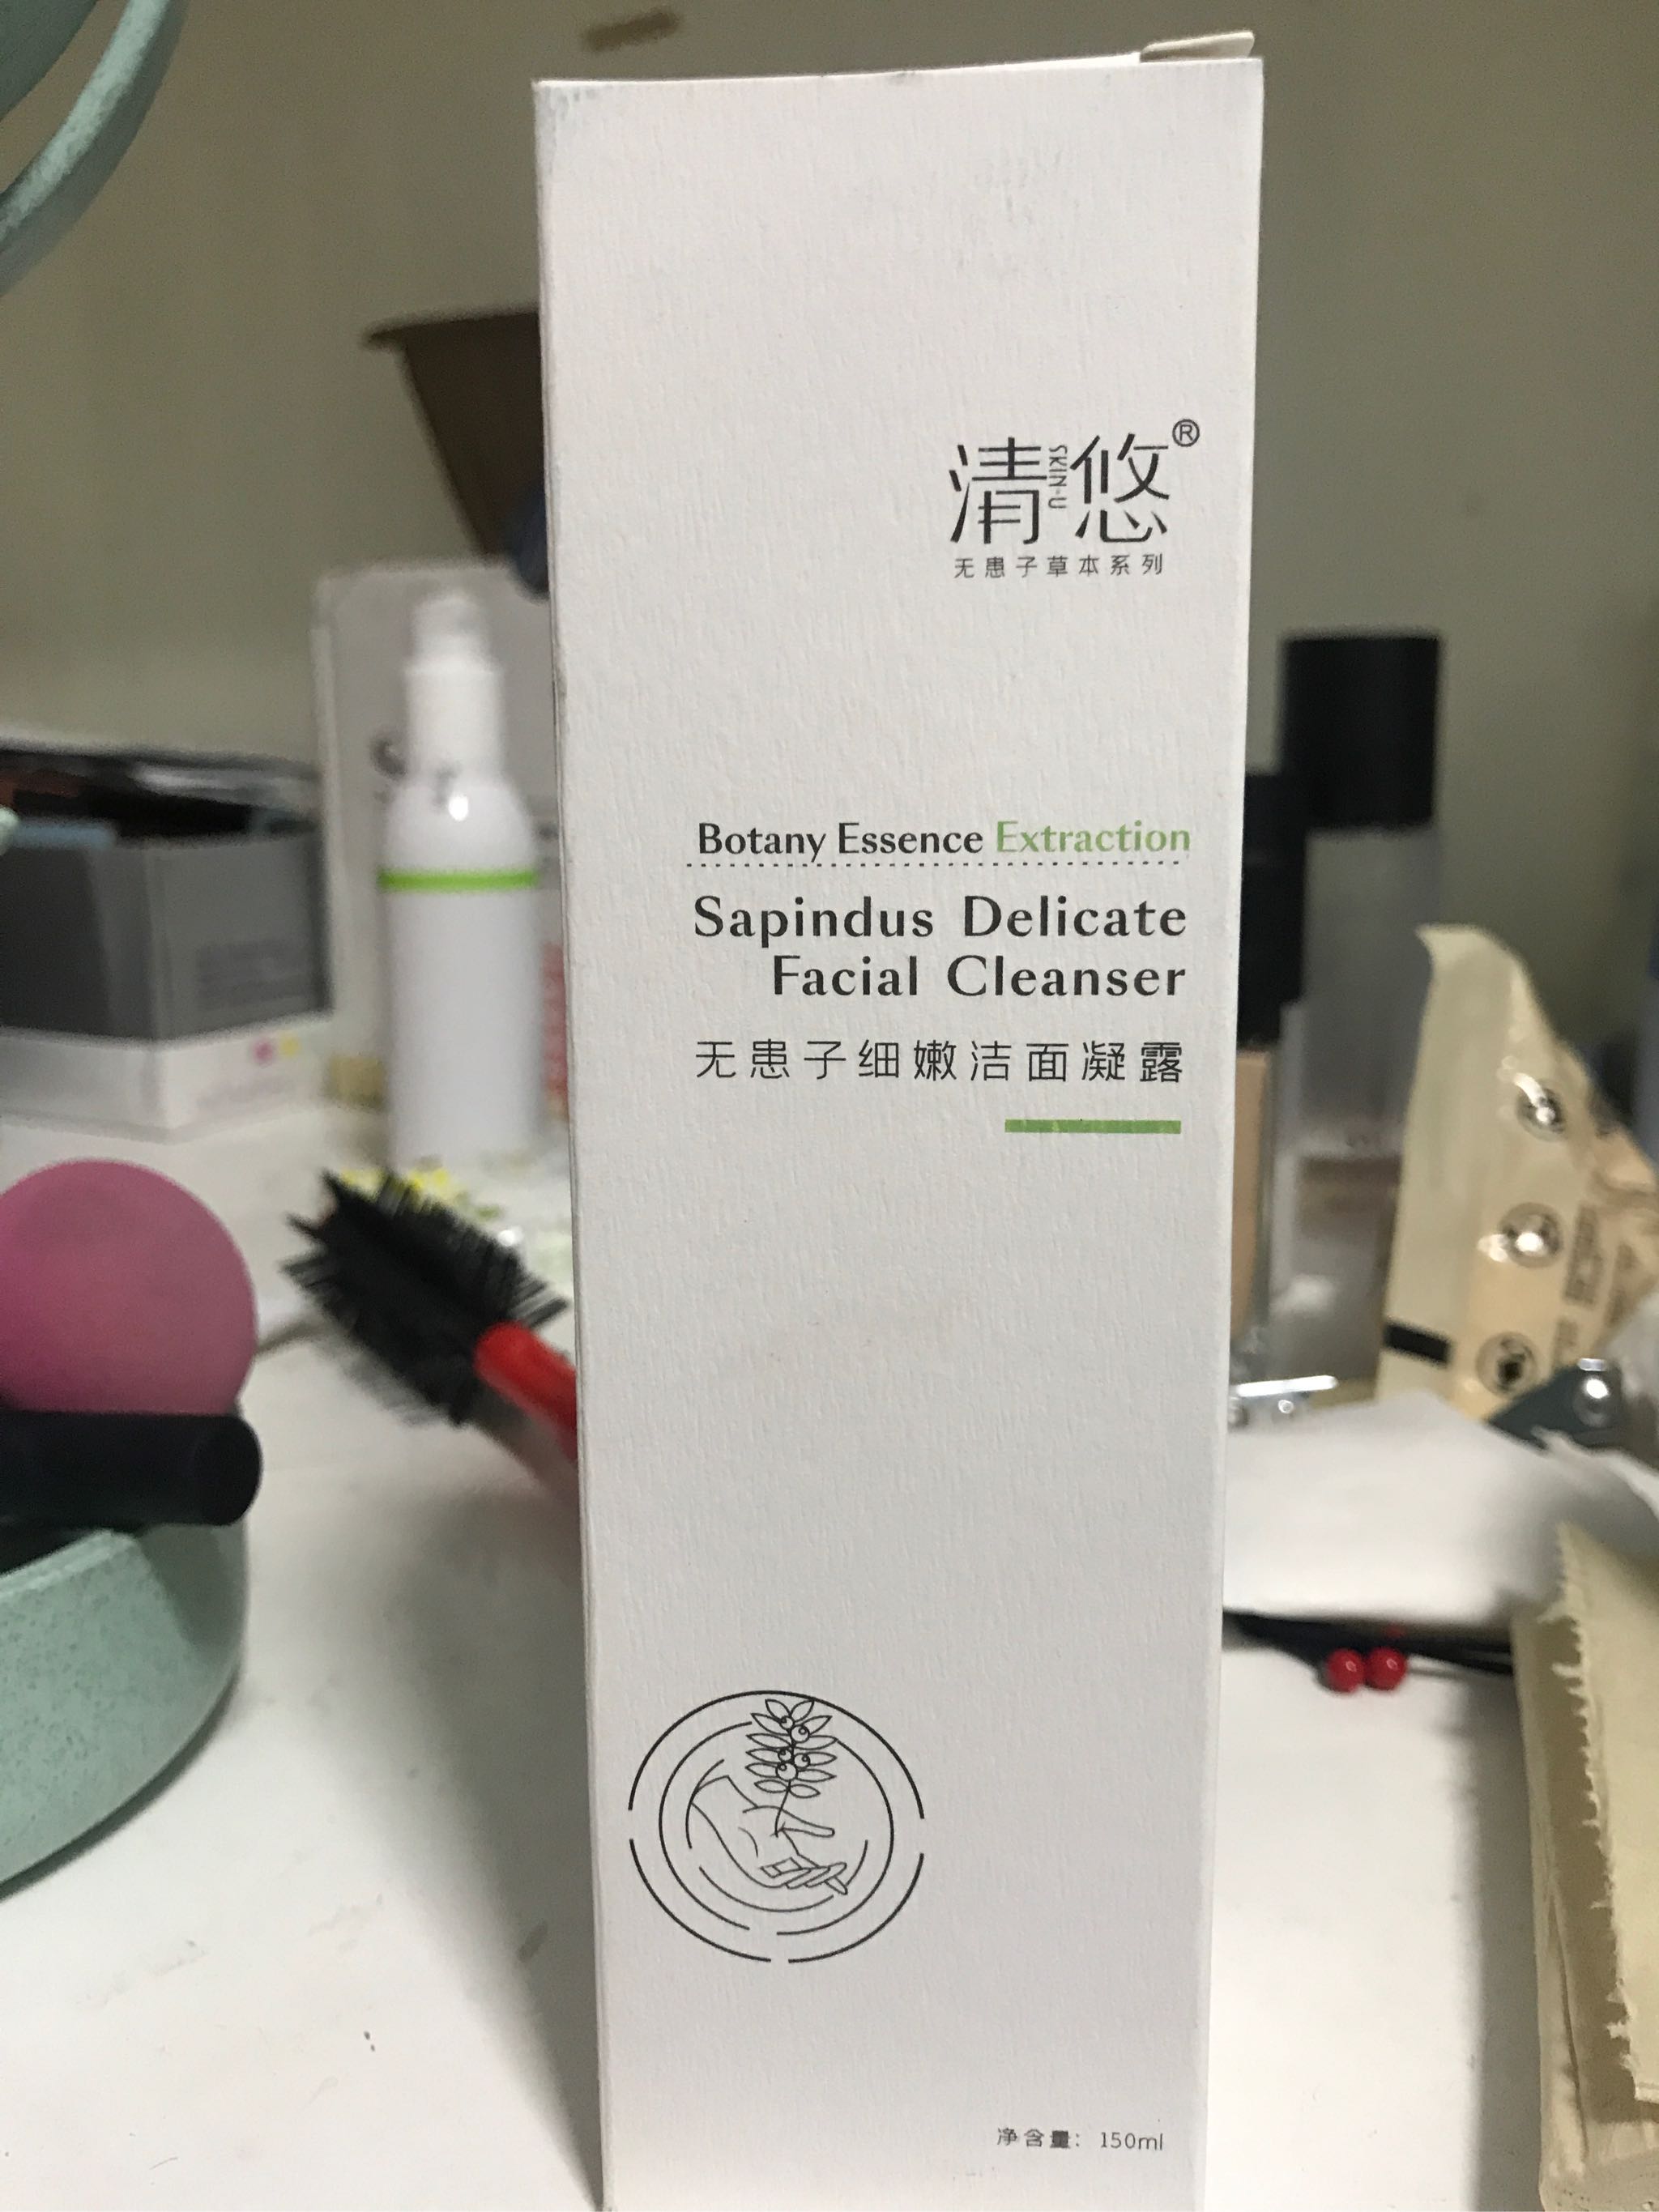 清悠®
SKIN U
无患子草本系列
Botany Essence Extraction
Sapindus Delicate
Facial Cleanser
无患子细嫩洁面凝露
净含量：150ml